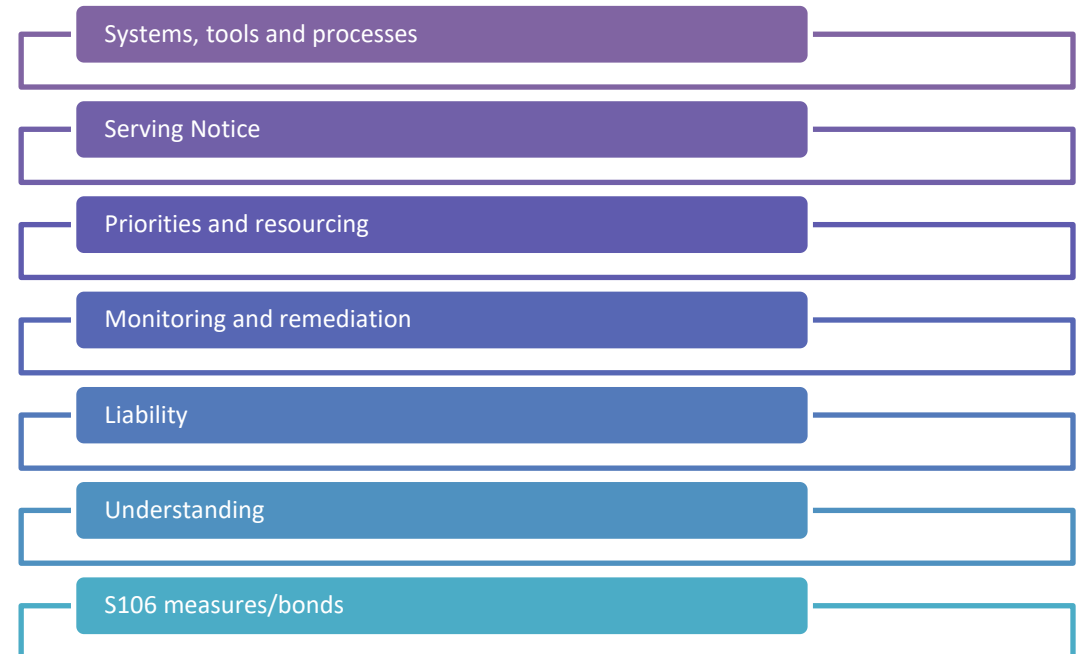 Systems, tools and processes
Serving Notice
Priorities and resourcing
Monitoring and remediation
Liability
Understanding
S106 measures/bonds